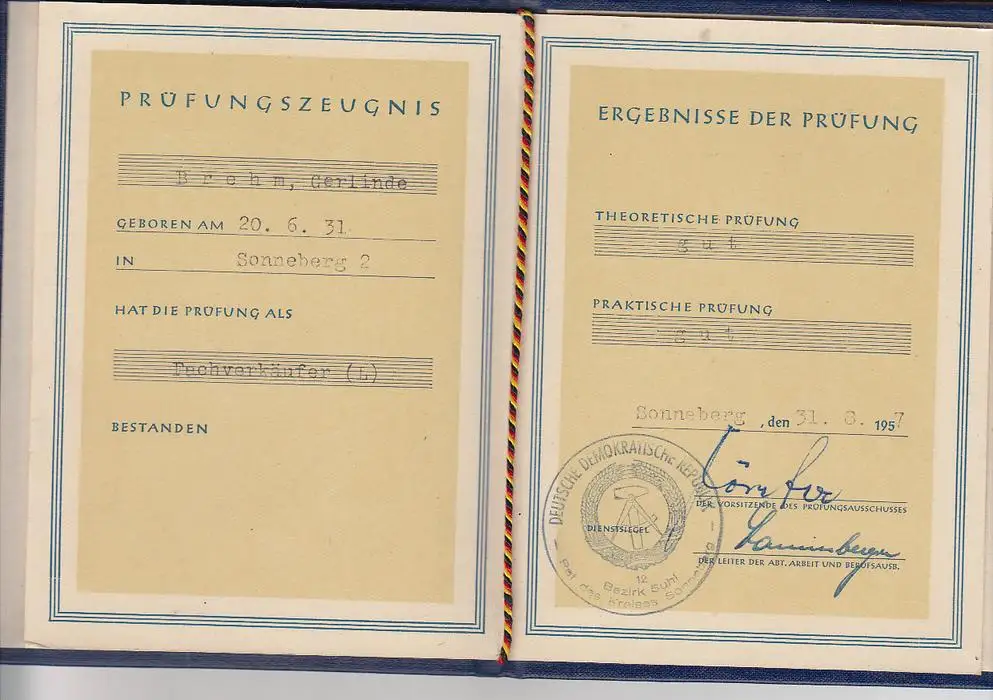 PRÜFUNGSZEUGNIS
Brehm, Gerlinde
GEBOREN AM 20. 6. 31
IN Sonneberg 2
HAT DIE PRÜFUNG ALS
Fachverkäufer (L)
BESTANDEN
ERGEBNISSE DER PRÜFUNG
THEORETISCHE PRÜFUNG
gut
PRAKTISCHE PRÜFUNG
gut
Sonneberg, den 31. 8. 1957
DER VORSITZENDE DES PRÜFUNGSAUSSCHUSSES
DER LEITER DER ABT. ARBEIT UND BERUFSAUSB.
DEUTSCHE DEMOKRATISCHE REPUBLIK
DIENSTSIEGEL
12
Bezirk Suhl
Rat des Kreises Sonneberg